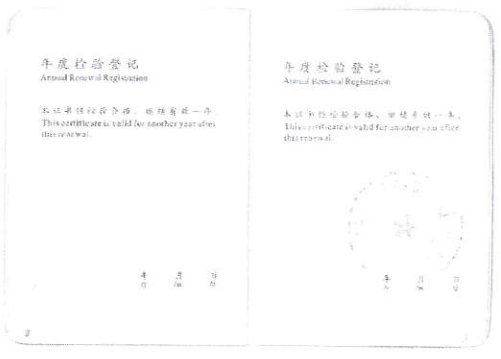 年度检验登记
Annual Renewal Registration
本证书经检验合格，继续有效一年。
This certificate is valid for another year after
this renewal.
年 月 日
年度检验登记
Annual Renewal Registration
本证书经检验合格，继续有效一年。
This certificate is valid for another year after
this renewal.
年 月 日